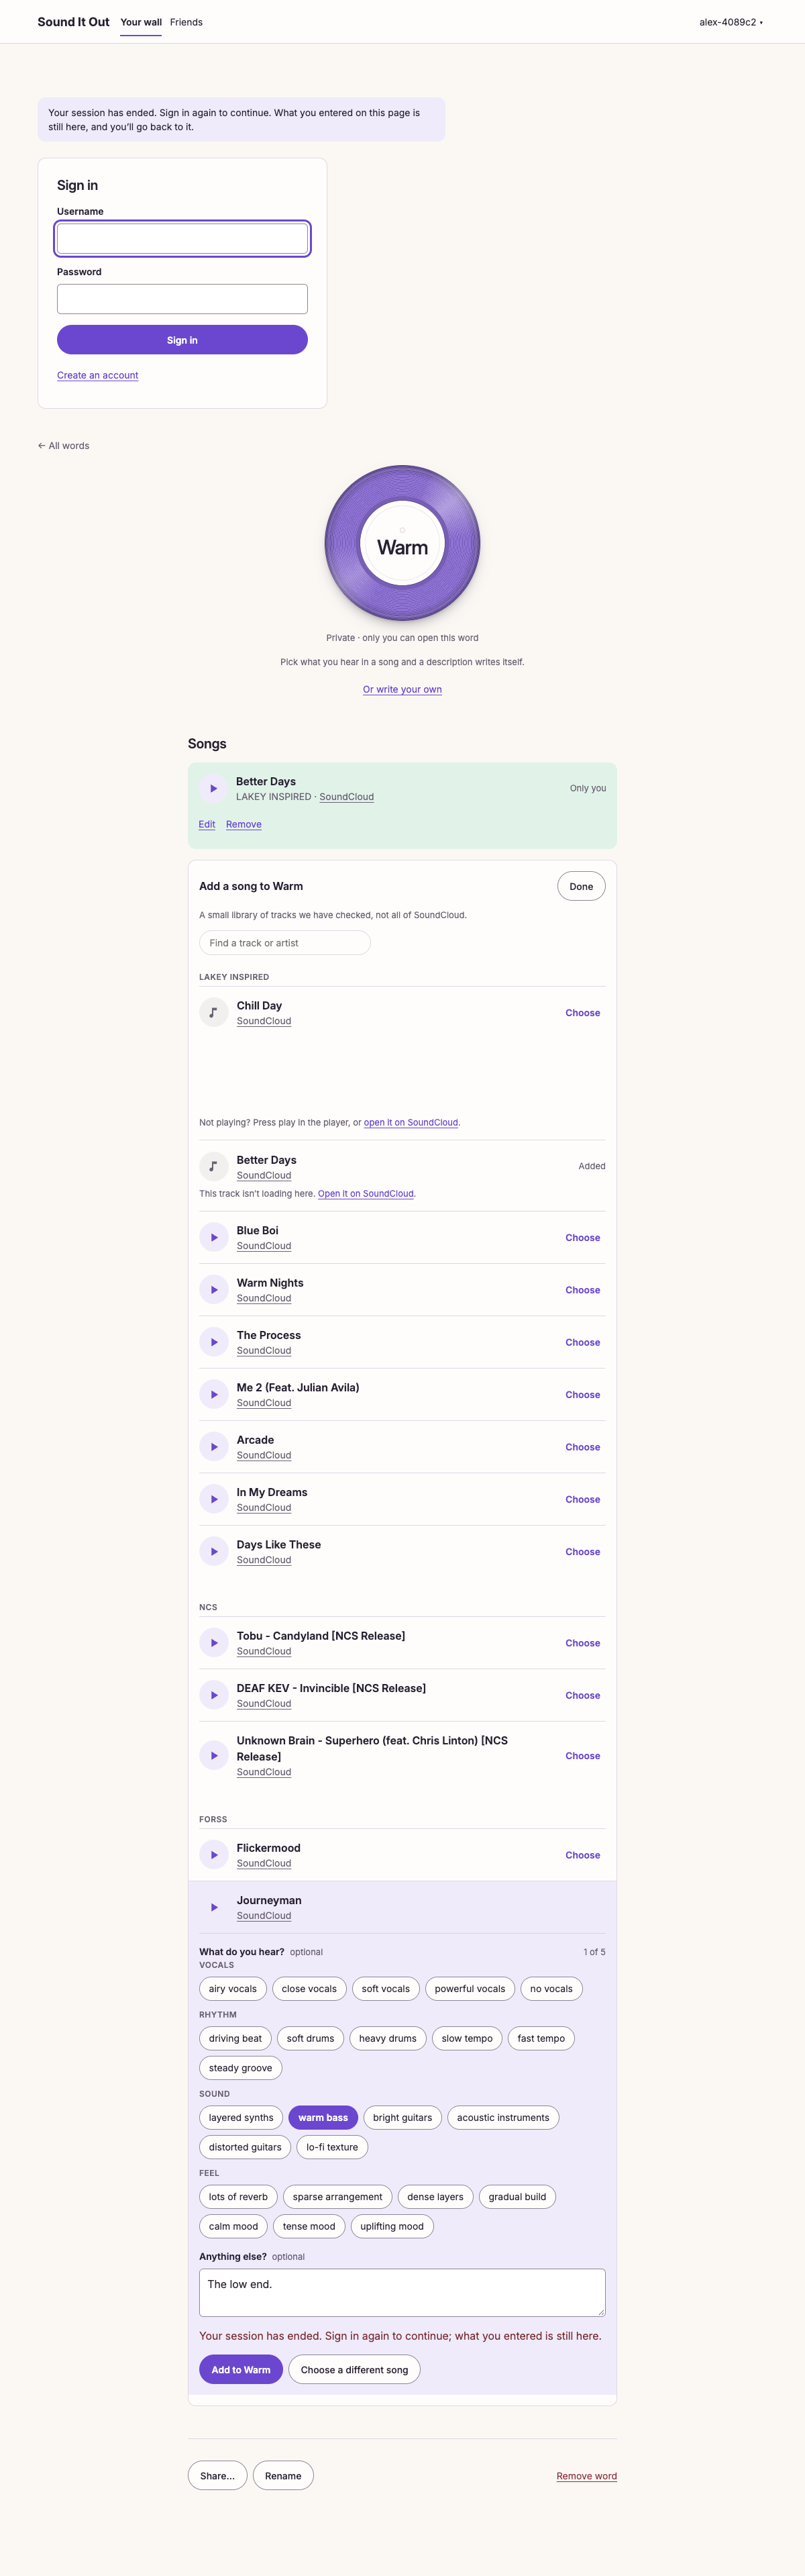 Sound It Out Your wall Friends alex-4089c2
Your session has ended. Sign in again to continue. What you entered on this page is
still here, and you’ll go back to it.
Sign in
Username
Password
Sign in
Create an account
← All words
Warm
Private · only you can open this word
Pick what you hear in a song and a description writes itself.
Or write your own
Songs
Better Days
LAKEY INSPIRED · SoundCloud
Only you
Edit Remove
Add a song to Warm
Done
A small library of tracks we have checked, not all of SoundCloud.
Find a track or artist
LAKEY INSPIRED
Chill Day
SoundCloud
Choose
Not playing? Press play in the player, or open it on SoundCloud.
Better Days
SoundCloud
Added
This track isn’t loading here. Open it on SoundCloud.
Blue Boi
SoundCloud
Choose
Warm Nights
SoundCloud
Choose
The Process
SoundCloud
Choose
Me 2 (Feat. Julian Avila)
SoundCloud
Choose
Arcade
SoundCloud
Choose
In My Dreams
SoundCloud
Choose
Days Like These
SoundCloud
Choose
NCS
Tobu - Candyland [NCS Release]
SoundCloud
Choose
DEAF KEV - Invincible [NCS Release]
SoundCloud
Choose
Unknown Brain - Superhero (feat. Chris Linton) [NCS
Release]
SoundCloud
Choose
FORSS
Flickermood
SoundCloud
Choose
Journeyman
SoundCloud
What do you hear? optional 1 of 5
VOCALS
airy vocals close vocals soft vocals powerful vocals no vocals
RHYTHM
driving beat soft drums heavy drums slow tempo fast tempo
steady groove
SOUND
layered synths warm bass bright guitars acoustic instruments
distorted guitars lo-fi texture
FEEL
lots of reverb sparse arrangement dense layers gradual build
calm mood tense mood uplifting mood
Anything else? optional
The low end.
Your session has ended. Sign in again to continue; what you entered is still here.
Add to Warm Choose a different song
Share... Rename Remove word